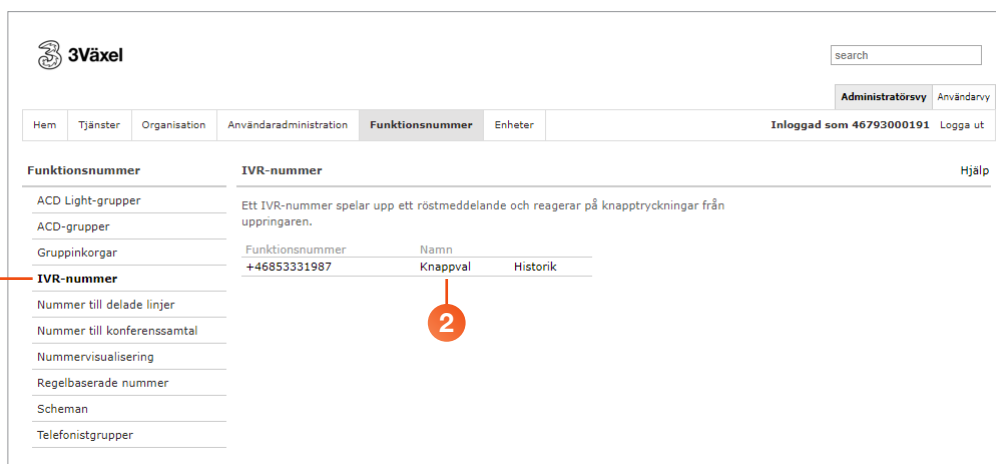 3Växel
search
Administratörsvy Användarvy
Hem Tjänster Organisation Användaradministration Funktionsnummer Enheter Inloggad som 46793000191 Logga ut
Funktionsnummer
ACD Light-grupper
ACD-grupper
Gruppinkorgar
IVR-nummer
Nummer till delade linjer
Nummer till konferenssamtal
Nummervisualisering
Regelbaserade nummer
Scheman
Telefonistgrupper
IVR-nummer Hjälp
Ett IVR-nummer spelar upp ett röstmeddelande och reagerar på knapptryckningar från
uppringaren.
Funktionsnummer Namn
+46853331987 Knappval Historik
2